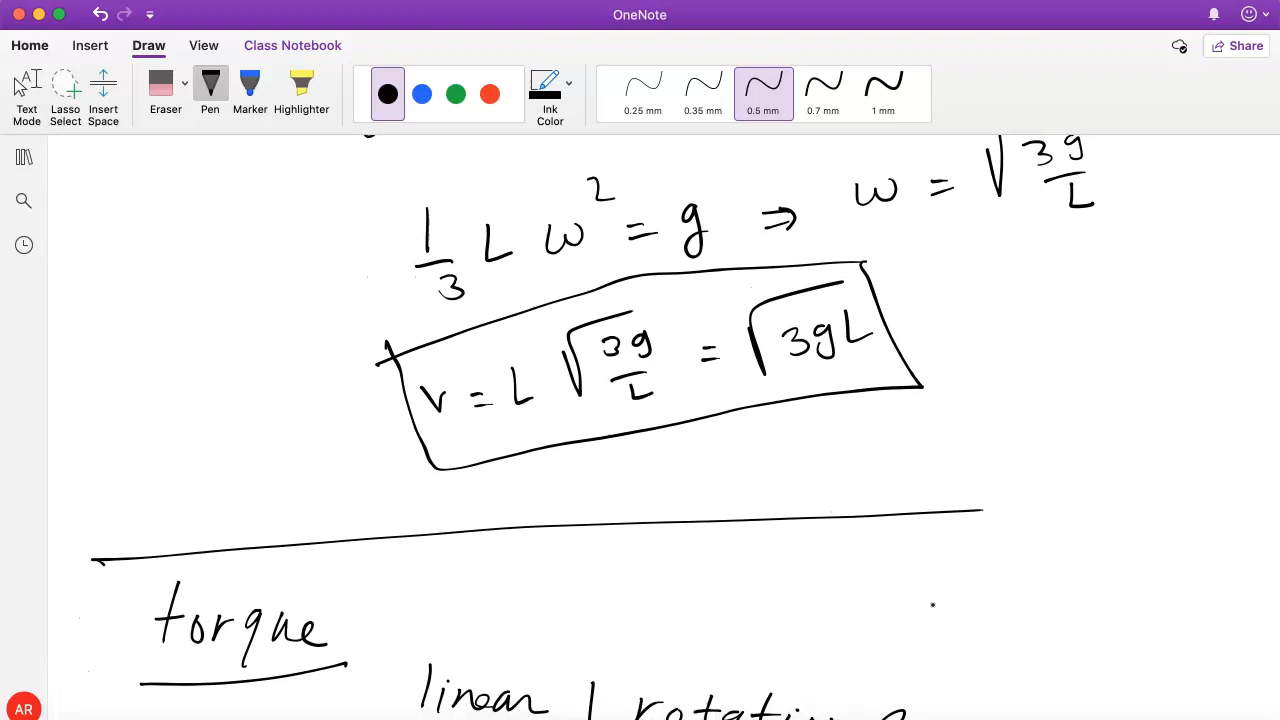 OneNote
Home Insert Draw View Class Notebook Share
Text Mode Lasso Select Insert Space Eraser Pen Marker Highlighter Ink Color 0.25 mm 0.35 mm 0.5 mm 0.7 mm 1 mm
1/3 L ω² = g ⇒ ω = √(3g/L)
v = L √(3g/L) = √(3gL)
torque
linear | rotation
AR